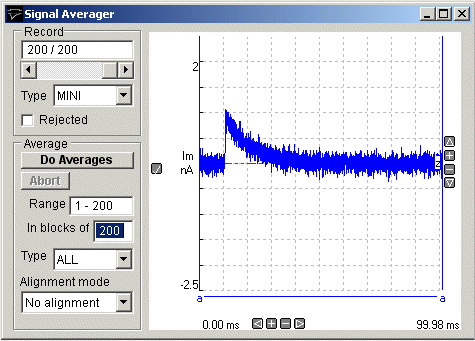 Signal Averager
Record
200 / 200
Type MINI
Rejected
Average
Do Averages
Abort
Range 1 - 200
In blocks of 200
Type ALL
Alignment mode
No alignment
2
Im
nA
-2.5
a a
0.00 ms 99.98 ms